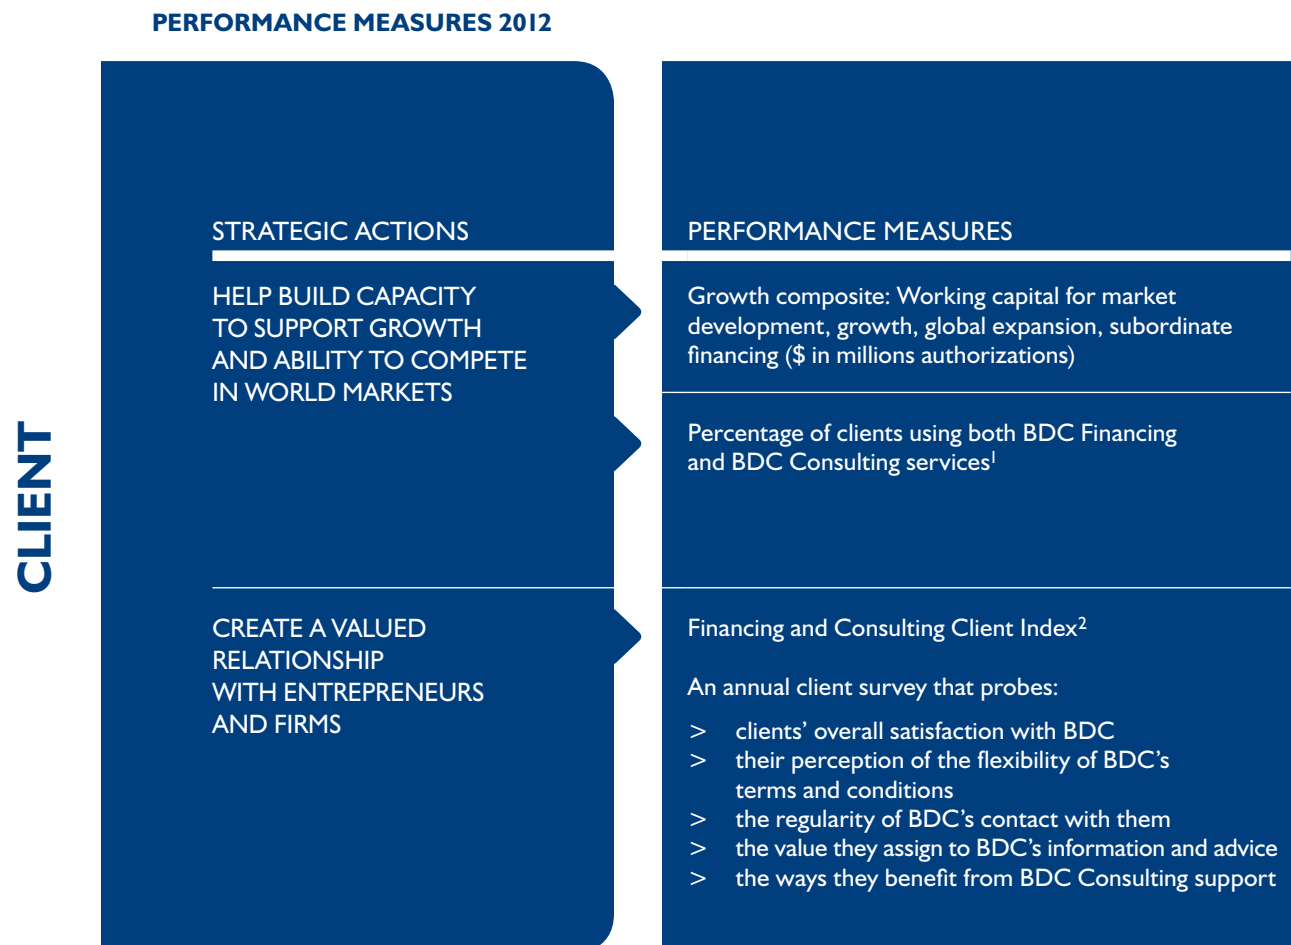 PERFORMANCE MEASURES 2012
CLIENT
STRATEGIC ACTIONS
HELP BUILD CAPACITY
TO SUPPORT GROWTH
AND ABILITY TO COMPETE
IN WORLD MARKETS
CREATE A VALUED
RELATIONSHIP
WITH ENTREPRENEURS
AND FIRMS
PERFORMANCE MEASURES
Growth composite: Working capital for market
development, growth, global expansion, subordinate
financing ($ in millions authorizations)
Percentage of clients using both BDC Financing
and BDC Consulting services¹
Financing and Consulting Client Index²
An annual client survey that probes:
> clients’ overall satisfaction with BDC
> their perception of the flexibility of BDC’s
terms and conditions
> the regularity of BDC’s contact with them
> the value they assign to BDC’s information and advice
> the ways they benefit from BDC Consulting support